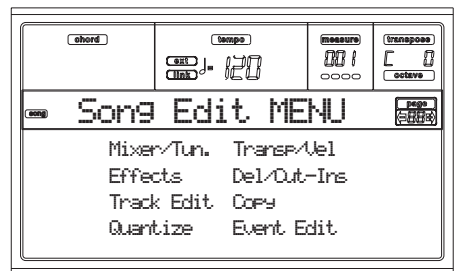 chord tempo measure transpose
ext link ♩= 120 001 C 0
octave
song Song Edit MENU page
Mixer/Tun. Transp/Vel
Effects Del/Cut-Ins
Track Edit Copy
Quantize Event Edit